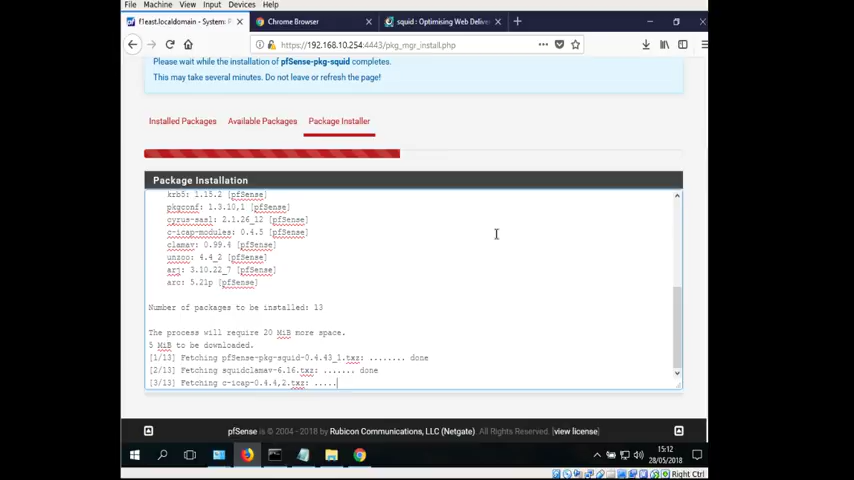 File Machine View Input Devices Help
f1east.localdomain - System: P
Chrome Browser
squid : Optimising Web Deliver
https://192.168.10.254:4443/pkg_mgr_install.php
Please wait while the installation of pfSense-pkg-squid completes.
This may take several minutes. Do not leave or refresh the page!
Installed Packages
Available Packages
Package Installer
Package Installation
krb5: 1.15.2 [pfSense]
pkgconf: 1.3.10,1 [pfSense]
cyrus-sasl: 2.1.26_12 [pfSense]
c-icap-modules: 0.4.5 [pfSense]
clamav: 0.99.4 [pfSense]
unzoo: 4.4_2 [pfSense]
arj: 3.10.22_7 [pfSense]
arc: 5.21p [pfSense]
Number of packages to be installed: 13
The process will require 20 MiB more space.
5 MiB to be downloaded.
[1/13] Fetching pfSense-pkg-squid-0.4.43_1.txz: ........ done
[2/13] Fetching squidclamav-6.16.txz: ....... done
[3/13] Fetching c-icap-0.4.4,2.txz: .....
pfSense is © 2004 - 2018 by Rubicon Communications, LLC (Netgate). All Rights Reserved. [view license]
15:12
28/05/2018
Right Ctrl